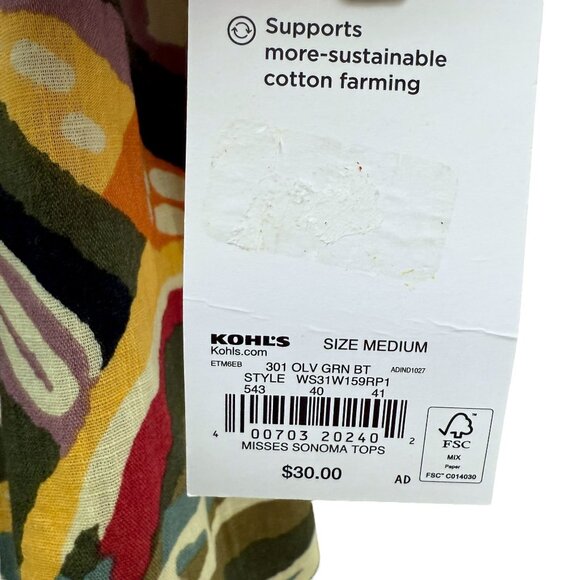 Supports
more-sustainable
cotton farming
KOHL'S SIZE MEDIUM
Kohls.com
ETM6EB 301 OLV GRN BT ADIND1027
STYLE WS31W159RP1
543 40 41
4 00703 20240 2
MISSES SONOMA TOPS
$30.00 AD
FSC
MIX
Paper
FSC™ C014030